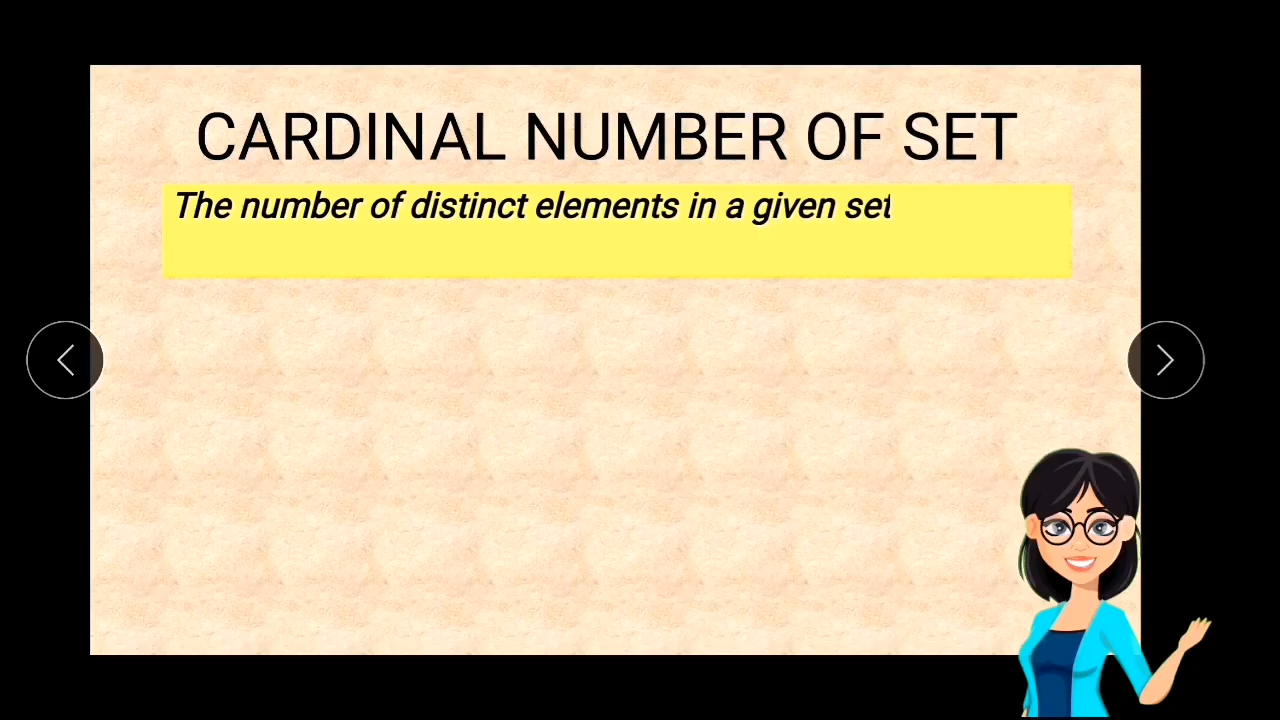 CARDINAL NUMBER OF SET
The number of distinct elements in a given set